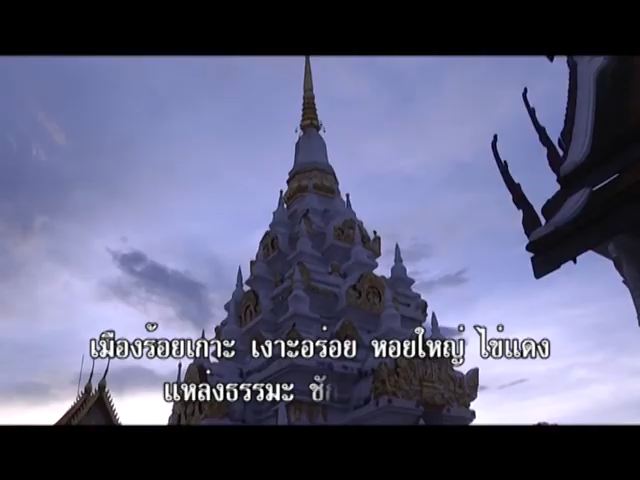 เมืองร้อยเกาะ เงาะอร่อย หอยใหญ่ ไข่แดง
แหลงธรรมะ ชัก